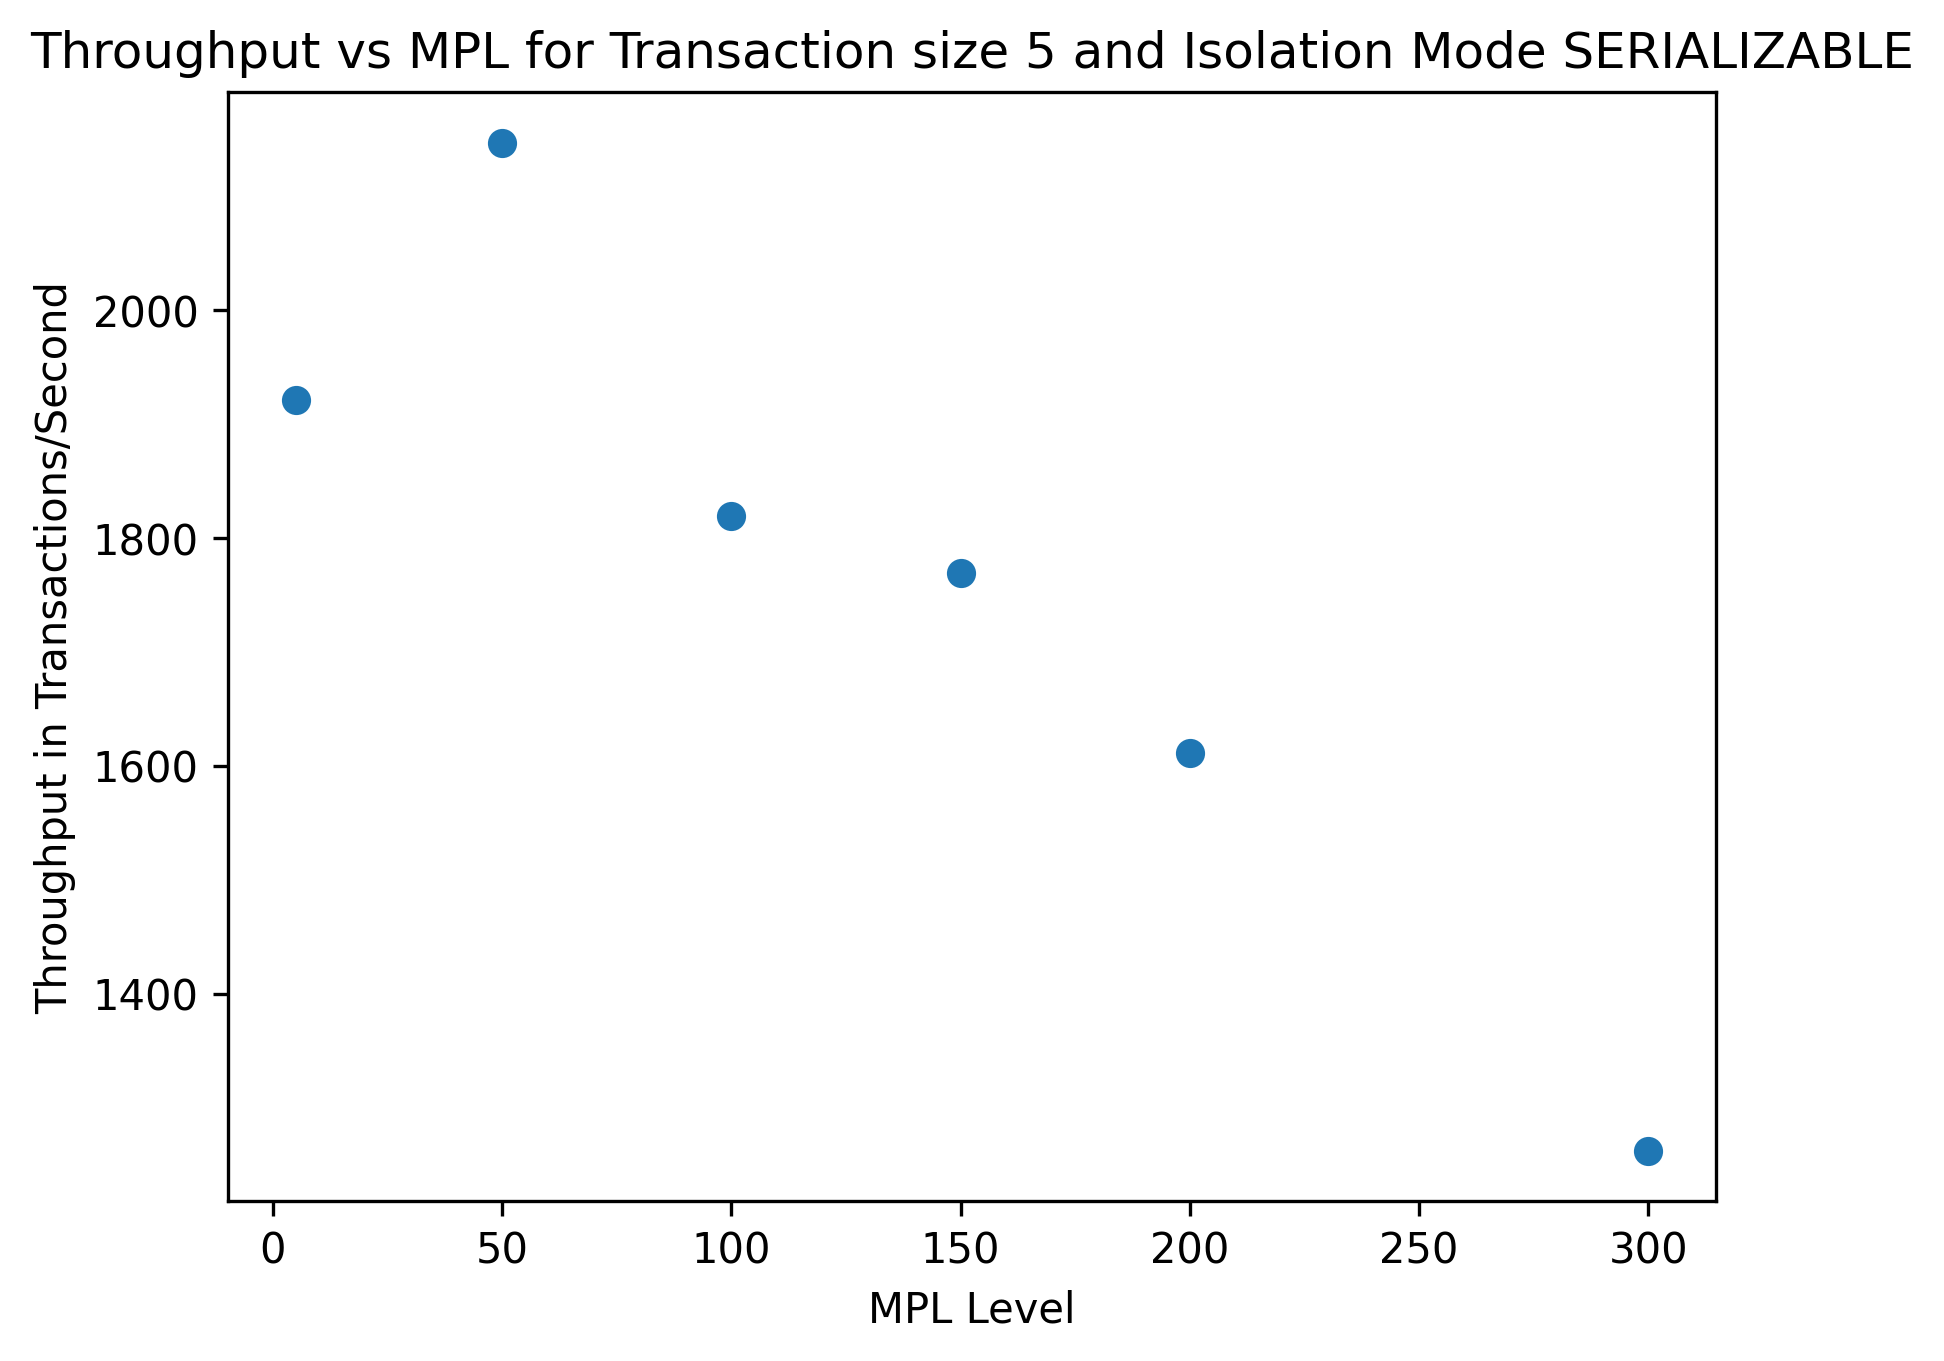 Throughput vs MPL for Transaction size 5 and Isolation Mode SERIALIZABLE
Throughput in Transactions/Second
2000
1800
1600
1400
0 50 100 150 200 250 300
MPL Level